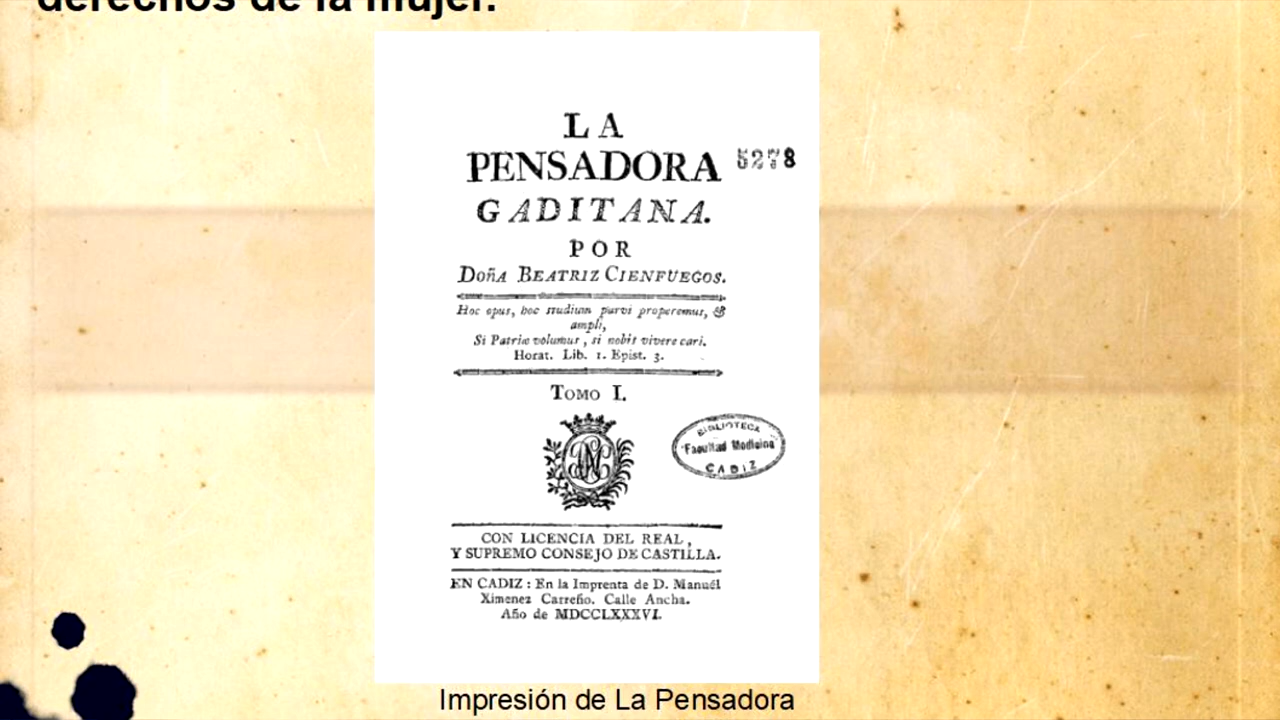 derechos de la mujer.
LA
PENSADORA
5278
GADITANA.
POR
Doña BEATRIZ CIENFUEGOS.
Hoc opus, hoc studium parvi properemus, &
ampli,
Si Patriæ volumus, si nobis vivere cari.
Horat. Lib. 1. Epist. 3.
TOMO I.
BIBLIOTECA
Facultad Medicina
CADIZ
CON LICENCIA DEL REAL,
Y SUPREMO CONSEJO DE CASTILLA.
EN CADIZ: En la Imprenta de D. Manuél
Ximenez Carreño. Calle Ancha.
Año de MDCCLXXXVI.
Impresión de La Pensadora